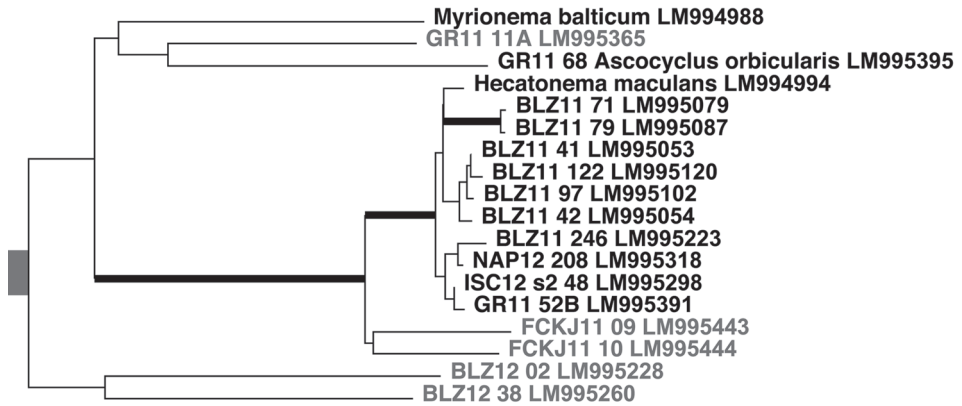 Myrionema balticum LM994988
GR11 11A LM995365
GR11 68 Ascocyclus orbicularis LM995395
Hecatonema maculans LM994994
BLZ11 71 LM995079
BLZ11 79 LM995087
BLZ11 41 LM995053
BLZ11 122 LM995120
BLZ11 97 LM995102
BLZ11 42 LM995054
BLZ11 246 LM995223
NAP12 208 LM995318
ISC12 s2 48 LM995298
GR11 52B LM995391
FCKJ11 09 LM995443
FCKJ11 10 LM995444
BLZ12 02 LM995228
BLZ12 38 LM995260